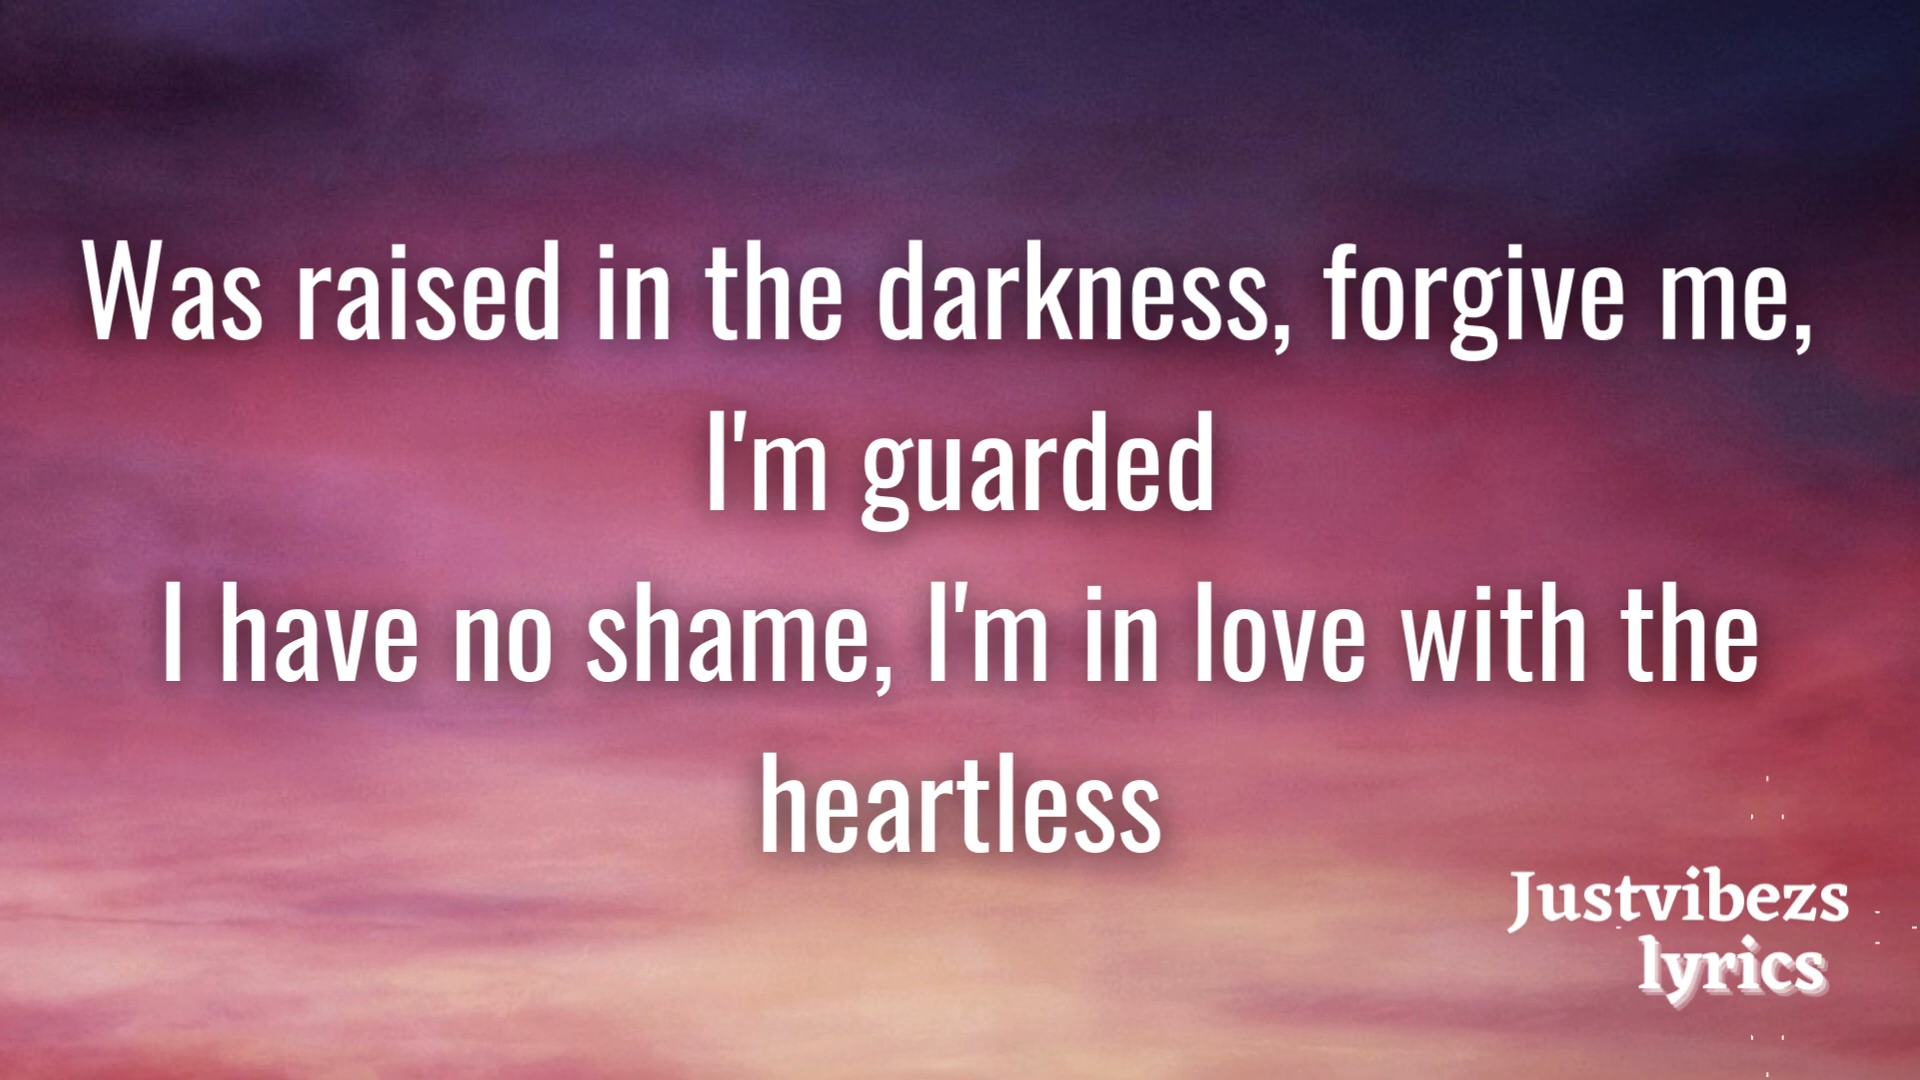 Was raised in the darkness, forgive me,
I'm guarded
I have no shame, I'm in love with the
heartless
Justvibezs
lyrics